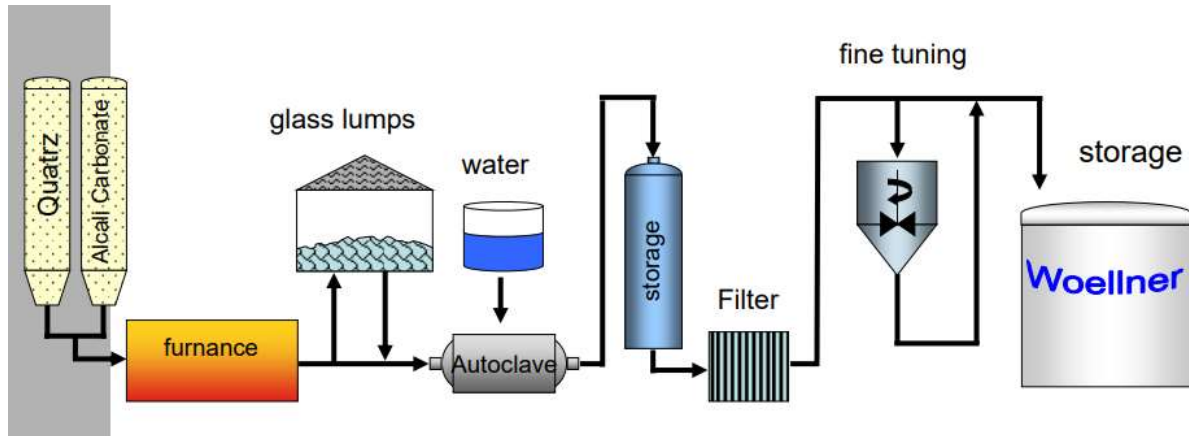 Quatrz
Alcali Carbonate
furnance
glass lumps
water
Autoclave
storage
Filter
fine tuning
storage
Woellner